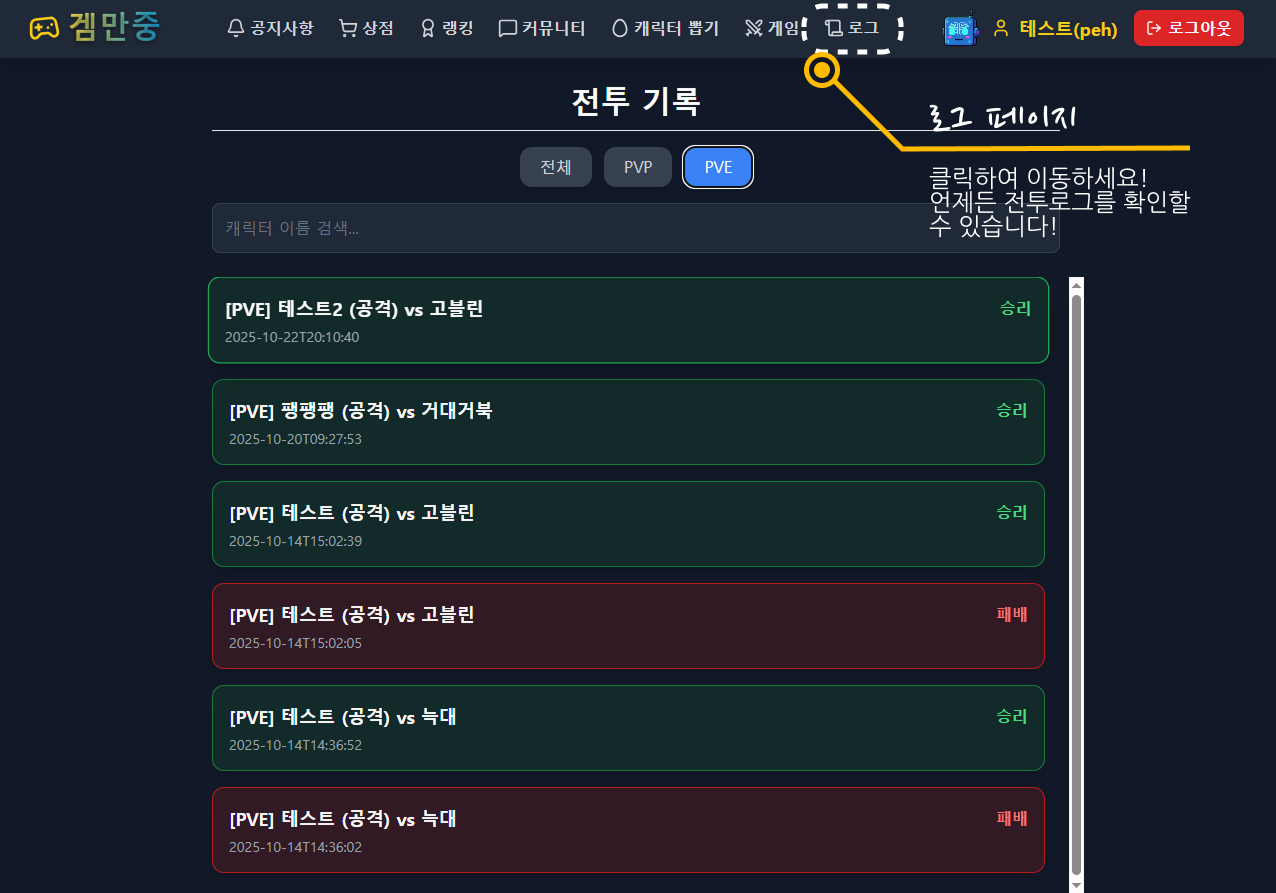 겜만중
공지사항
상점
랭킹
커뮤니티
캐릭터 뽑기
게임
로그
테스트(peh)
로그아웃
전투 기록
로그 페이지
전체
PVP
PVE
클릭하여 이동하세요!
언제든 전투로그를 확인할
수 있습니다!
캐릭터 이름 검색...
[PVE] 테스트2 (공격) vs 고블린
승리
2025-10-22T20:10:40
[PVE] 팽팽팽 (공격) vs 거대거북
승리
2025-10-20T09:27:53
[PVE] 테스트 (공격) vs 고블린
승리
2025-10-14T15:02:39
[PVE] 테스트 (공격) vs 고블린
패배
2025-10-14T15:02:05
[PVE] 테스트 (공격) vs 늑대
승리
2025-10-14T14:36:52
[PVE] 테스트 (공격) vs 늑대
패배
2025-10-14T14:36:02